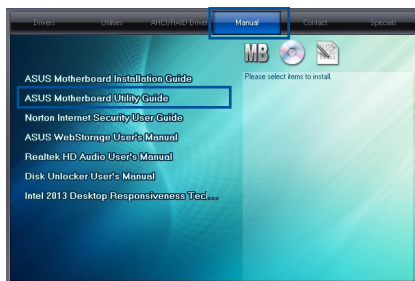 Drivers
Utilities
AHCI/RAID Driver
Manual
Contact
Specials
MB
Please select items to install.
ASUS Motherboard Installation Guide
ASUS Motherboard Utility Guide
Norton Internet Security User Guide
ASUS WebStorage User's Manual
Realtek HD Audio User's Manual
Disk Unlocker User's Manual
Intel 2013 Desktop Responsiveness Tecl...